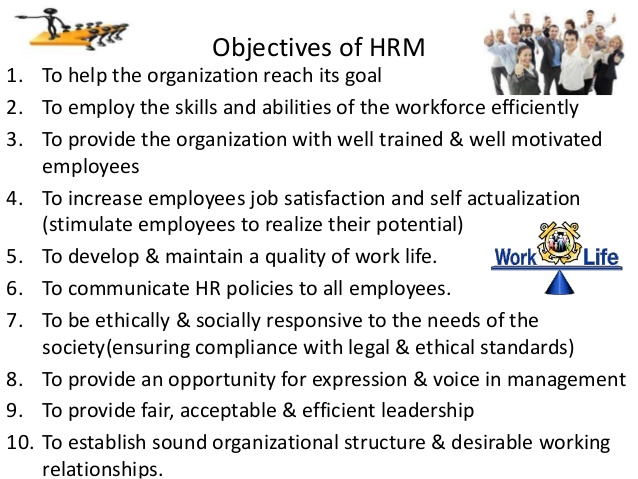 Objectives of HRM
1. To help the organization reach its goal
2. To employ the skills and abilities of the workforce efficiently
3. To provide the organization with well trained & well motivated
employees
4. To increase employees job satisfaction and self actualization
(stimulate employees to realize their potential)
5. To develop & maintain a quality of work life.
Work Life
6. To communicate HR policies to all employees.
7. To be ethically & socially responsive to the needs of the
society(ensuring compliance with legal & ethical standards)
8. To provide an opportunity for expression & voice in management
9. To provide fair, acceptable & efficient leadership
10. To establish sound organizational structure & desirable working
relationships.